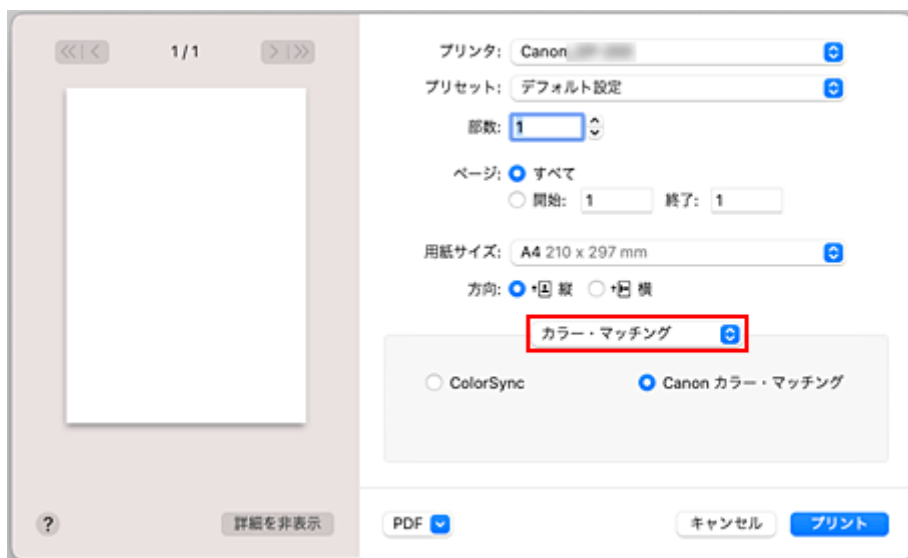 1/1
プリンタ: Canon
プリセット: デフォルト設定
部数: 1
ページ: すべて
開始: 1 終了: 1
用紙サイズ: A4 210 x 297 mm
方向: 縦 横
カラー・マッチング
ColorSync Canon カラー・マッチング
? 詳細を非表示 PDF キャンセル プリント